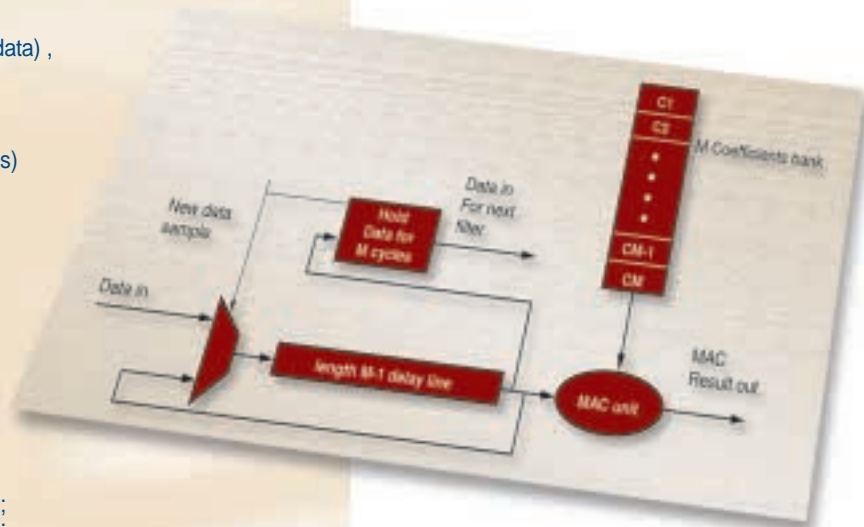 data) ,
s)
;
C1
C2
M Coefficients bank
CM-1
CM
New data
sample
Hold
Data for
M cycles
Data in
For next
filter
Data in
length M-1 delay line
MAC unit
MAC
Result out